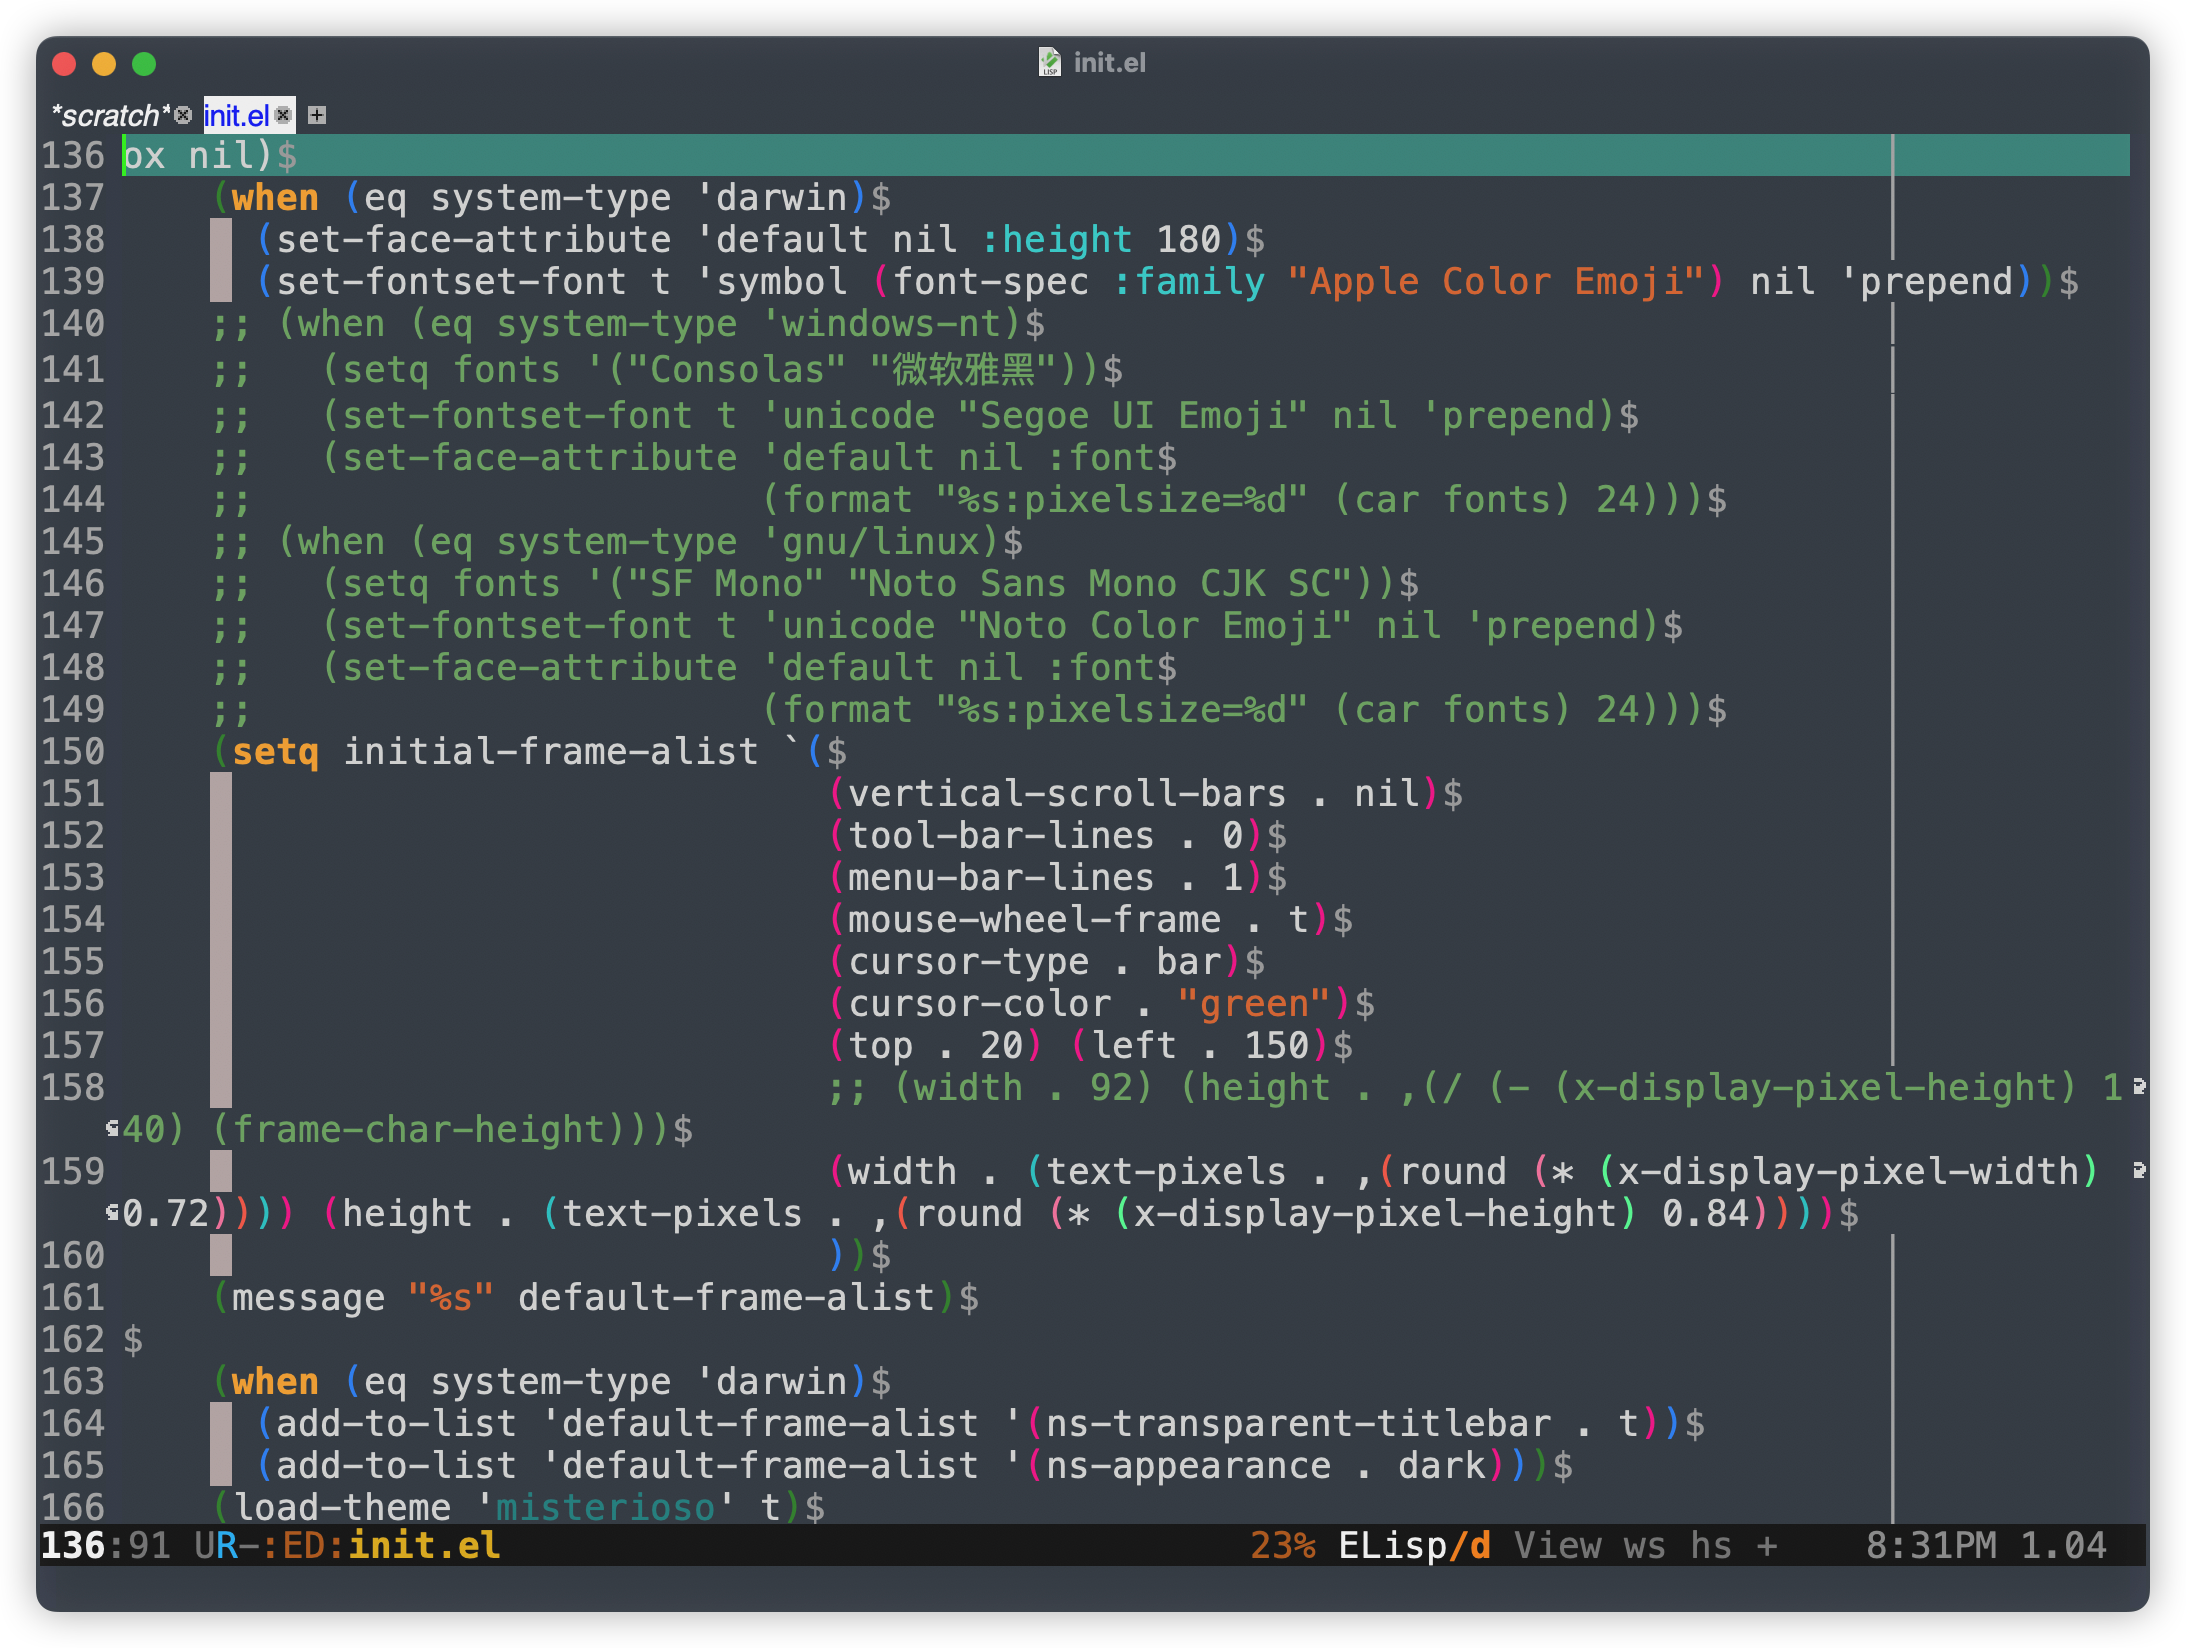 init.el
*scratch* init.el
136 ox nil)$
137     (when (eq system-type 'darwin)$
138       (set-face-attribute 'default nil :height 180)$
139       (set-fontset-font t 'symbol (font-spec :family "Apple Color Emoji") nil 'prepend))$
140     ;; (when (eq system-type 'windows-nt)$
141     ;;   (setq fonts '("Consolas" "微软雅黑"))$
142     ;;   (set-fontset-font t 'unicode "Segoe UI Emoji" nil 'prepend)$
143     ;;   (set-face-attribute 'default nil :font$
144     ;;                       (format "%s:pixelsize=%d" (car fonts) 24)))$
145     ;; (when (eq system-type 'gnu/linux)$
146     ;;   (setq fonts '("SF Mono" "Noto Sans Mono CJK SC"))$
147     ;;   (set-fontset-font t 'unicode "Noto Color Emoji" nil 'prepend)$
148     ;;   (set-face-attribute 'default nil :font$
149     ;;                       (format "%s:pixelsize=%d" (car fonts) 24)))$
150     (setq initial-frame-alist `($
151                                 (vertical-scroll-bars . nil)$
152                                 (tool-bar-lines . 0)$
153                                 (menu-bar-lines . 1)$
154                                 (mouse-wheel-frame . t)$
155                                 (cursor-type . bar)$
156                                 (cursor-color . "green")$
157                                 (top . 20) (left . 150)$
158                                 ;; (width . 92) (height . ,(/ (- (x-display-pixel-height) 1
40) (frame-char-height)))$
159                                 (width . (text-pixels . ,(round (* (x-display-pixel-width)
0.72)))) (height . (text-pixels . ,(round (* (x-display-pixel-height) 0.84))))$
160                                 ))$
161     (message "%s" default-frame-alist)$
162 $
163     (when (eq system-type 'darwin)$
164       (add-to-list 'default-frame-alist '(ns-transparent-titlebar . t))$
165       (add-to-list 'default-frame-alist '(ns-appearance . dark)))$
166     (load-theme 'misterioso' t)$
136:91 UR-:ED:init.el 23% ELisp/d View ws hs + 8:31PM 1.04